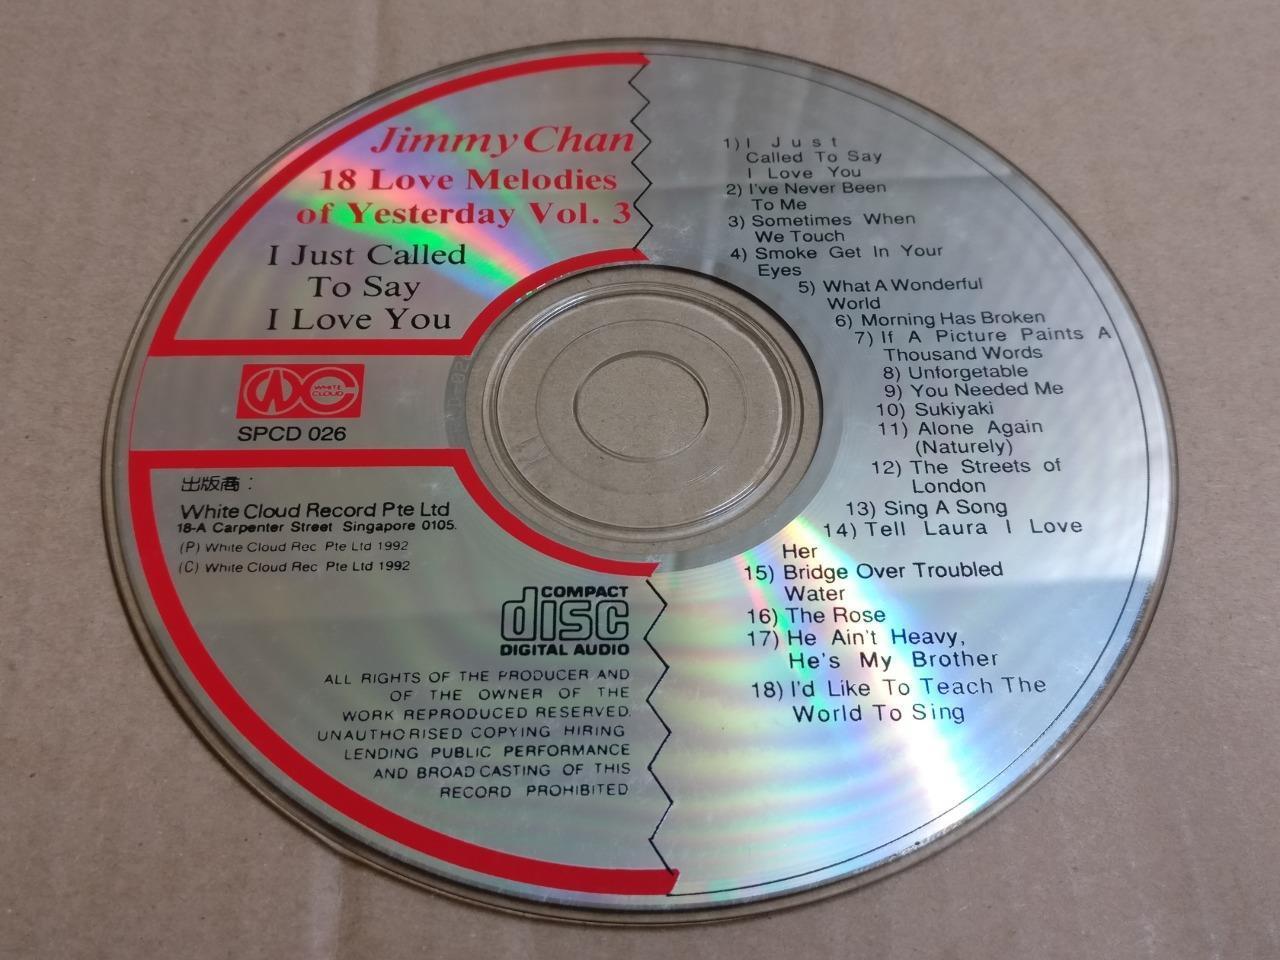 Jimmy Chan
18 Love Melodies
of Yesterday Vol. 3
I Just Called
To Say
I Love You
WHITE
CLOUD
SPCD 026
出版商：
White Cloud Record Pte Ltd
18-A Carpenter Street Singapore 0105.
(P) White Cloud Rec Pte Ltd 1992
(C) White Cloud Rec Pte Ltd 1992
COMPACT
disc
DIGITAL AUDIO
ALL RIGHTS OF THE PRODUCER AND
OF THE OWNER OF THE
WORK REPRODUCED RESERVED.
UNAUTHORISED COPYING HIRING
LENDING PUBLIC PERFORMANCE
AND BROADCASTING OF THIS
RECORD PROHIBITED
1) I Just
Called To Say
I Love You
2) I've Never Been
To Me
3) Sometimes When
We Touch
4) Smoke Get In Your
Eyes
5) What A Wonderful
World
6) Morning Has Broken
7) If A Picture Paints A
Thousand Words
8) Unforgetable
9) You Needed Me
10) Sukiyaki
11) Alone Again
(Naturely)
12) The Streets of
London
13) Sing A Song
14) Tell Laura I Love
Her
15) Bridge Over Troubled
Water
16) The Rose
17) He Ain't Heavy,
He's My Brother
18) I'd Like To Teach The
World To Sing